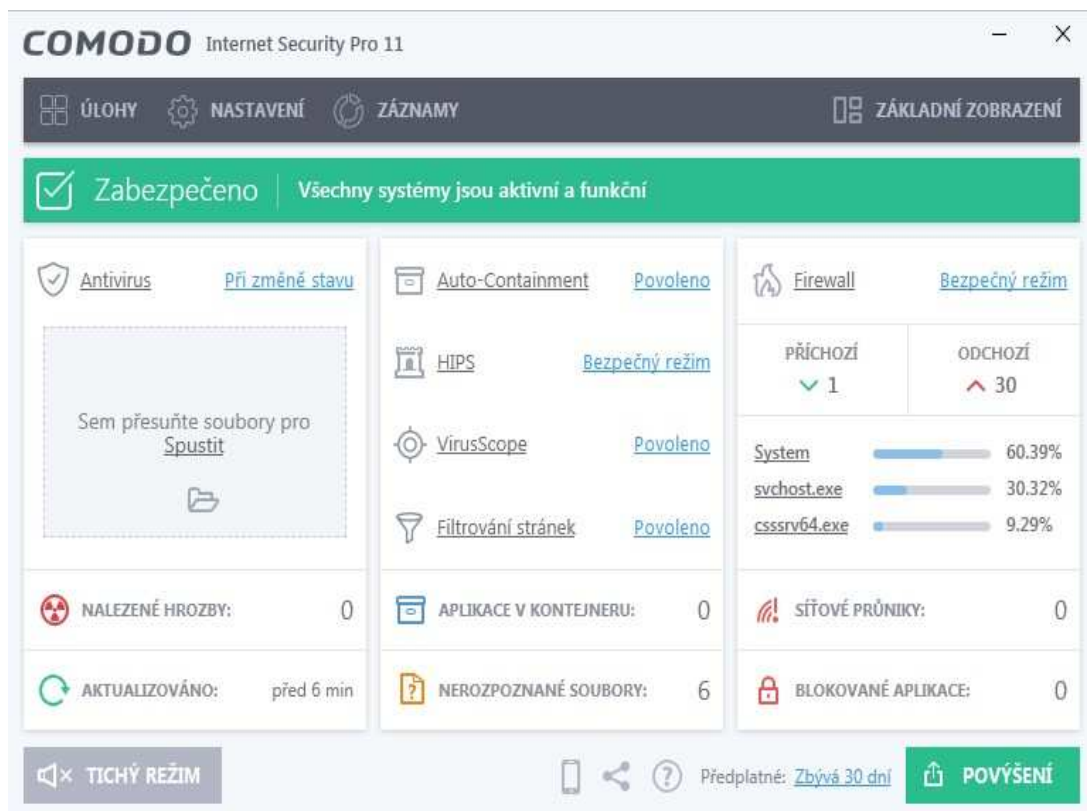 COMODO Internet Security Pro 11
ÚLOHY NASTAVENÍ ZÁZNAMY ZÁKLADNÍ ZOBRAZENÍ
Zabezpečeno Všechny systémy jsou aktivní a funkční
Antivirus Při změně stavu
Sem přesuňte soubory pro
Spustit
NALEZENÉ HROZBY: 0
AKTUALIZOVÁNO: před 6 min
Auto-Containment Povoleno
HIPS Bezpečný režim
VirusScope Povoleno
Filtrování stránek Povoleno
APLIKACE V KONTEJNERU: 0
NEROZPOZNANÉ SOUBORY: 6
Firewall Bezpečný režim
PŘÍCHOZÍ ODCHOZÍ
1 30
System 60.39%
svchost.exe 30.32%
csssrv64.exe 9.29%
SÍŤOVÉ PRŮNIKY: 0
BLOKOVANÉ APLIKACE: 0
TICHÝ REŽIM
Předplatné: Zbývá 30 dní
POVÝŠENÍ